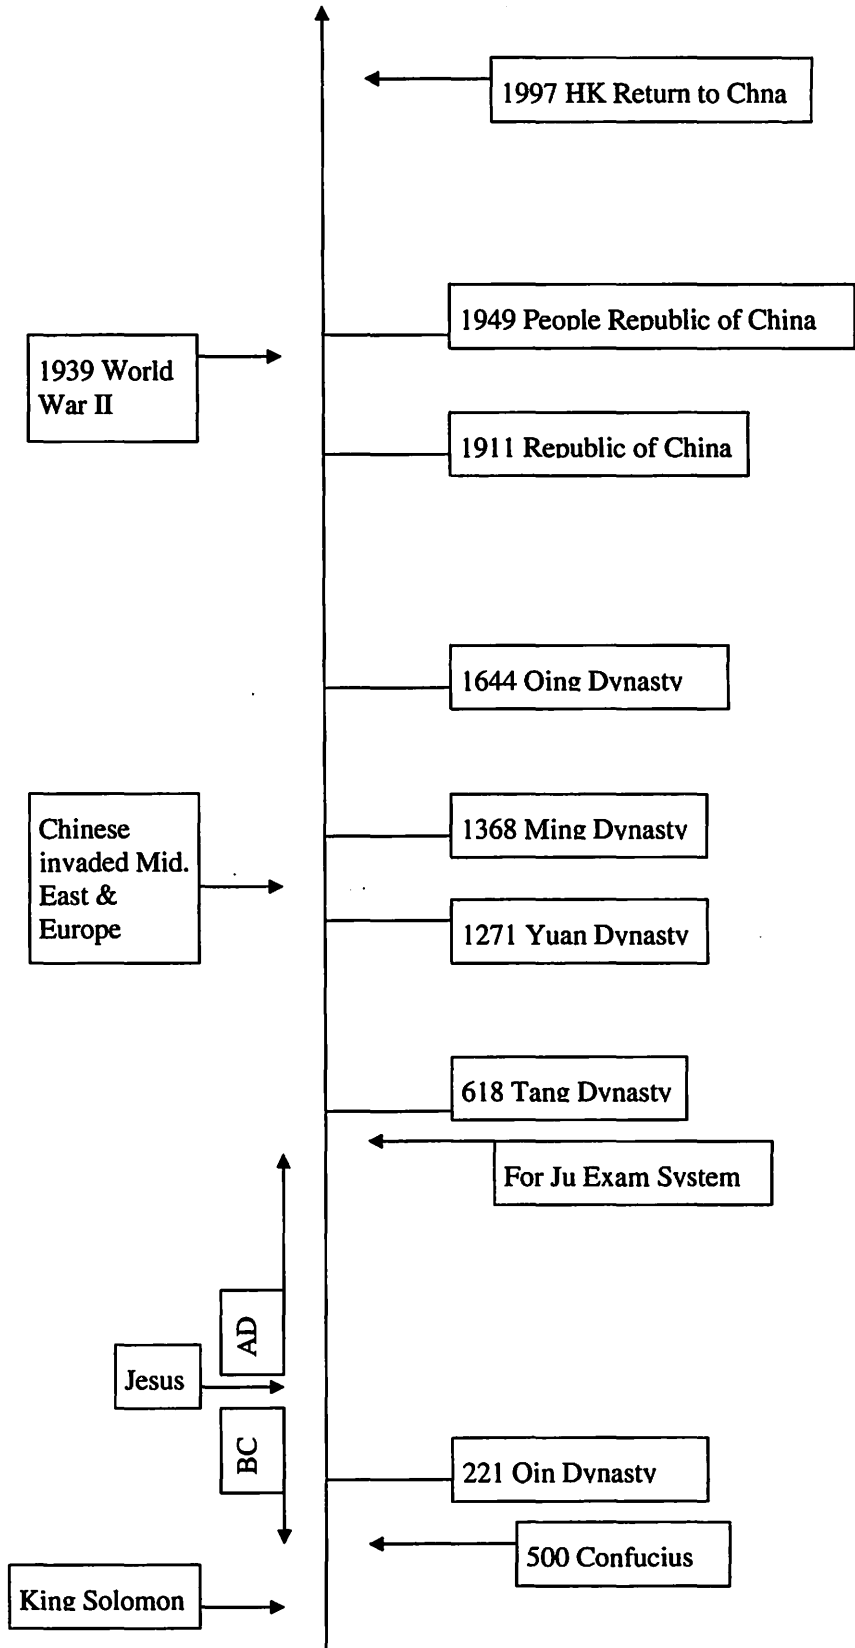 1997 HK Return to Chna
1949 People Republic of China
1939 World
War II
1911 Republic of China
1644 Qing Dynasty
Chinese
invaded Mid.
East &
Europe
1368 Ming Dynasty
1271 Yuan Dynasty
618 Tang Dynasty
For Ju Exam System
AD
Jesus
BC
221 Qin Dynasty
500 Confucius
King Solomon